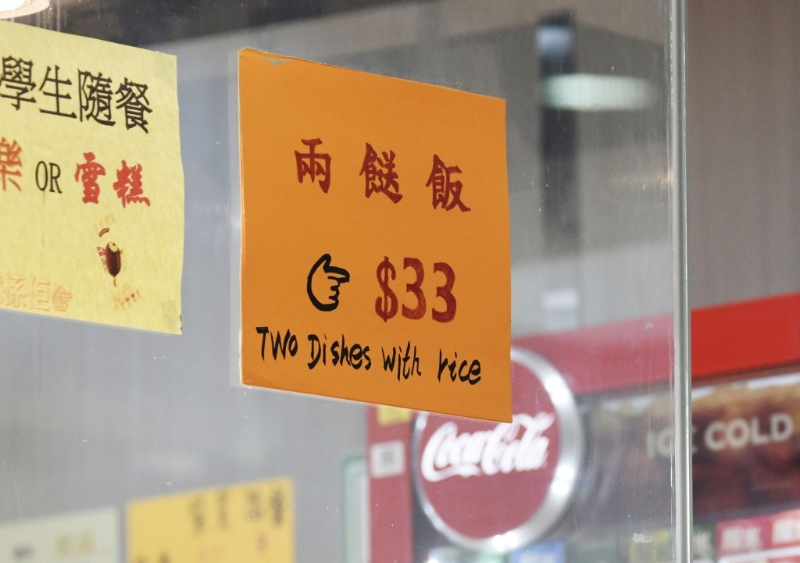 學生隨餐
樂 OR 雪糕
兩餸飯
$33
TWO Dishes with rice
Coca-Cola
ICE COLD